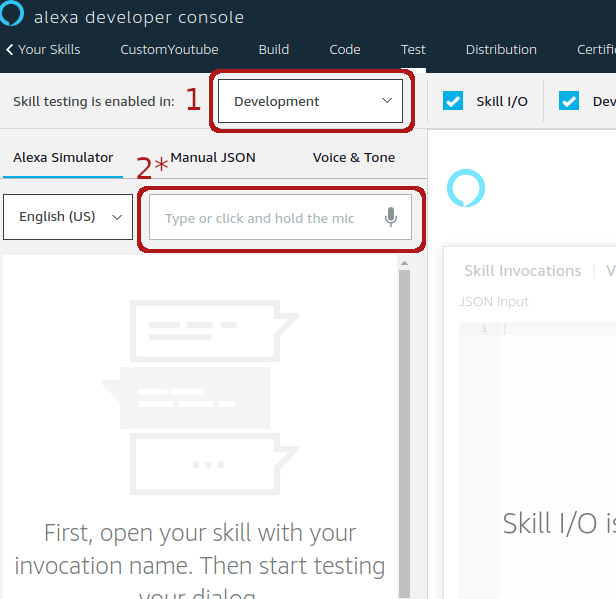 alexa developer console
Your Skills CustomYoutube Build Code Test Distribution Certifi
Skill testing is enabled in: 1 Development Skill I/O Dev
Alexa Simulator 2* Manual JSON Voice & Tone
English (US) Type or click and hold the mic
Skill Invocations V
JSON Input
1
First, open your skill with your
invocation name. Then start testing
your dialog
Skill I/O is